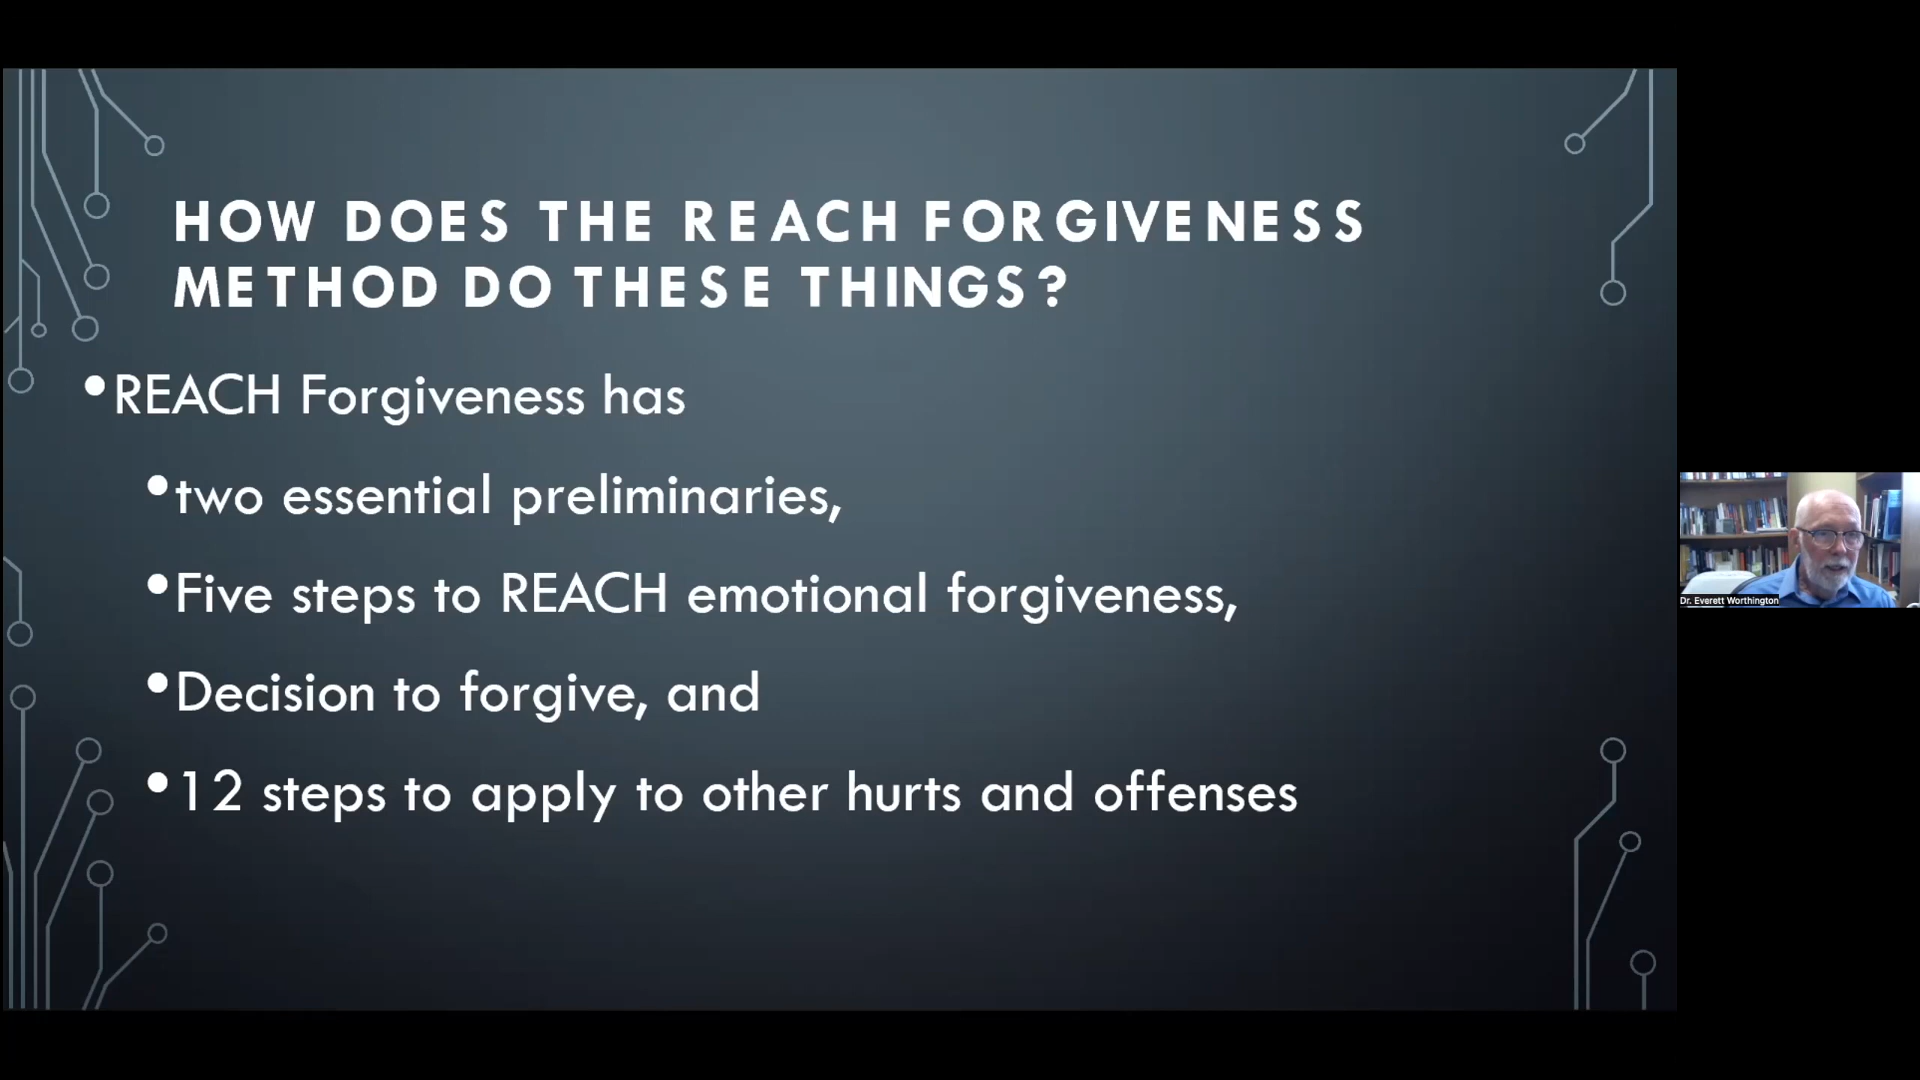 HOW DOES THE REACH FORGIVENESS
METHOD DO THESE THINGS?
•REACH Forgiveness has
•two essential preliminaries,
•Five steps to REACH emotional forgiveness,
•Decision to forgive, and
•12 steps to apply to other hurts and offenses
Dr. Everett Worthington